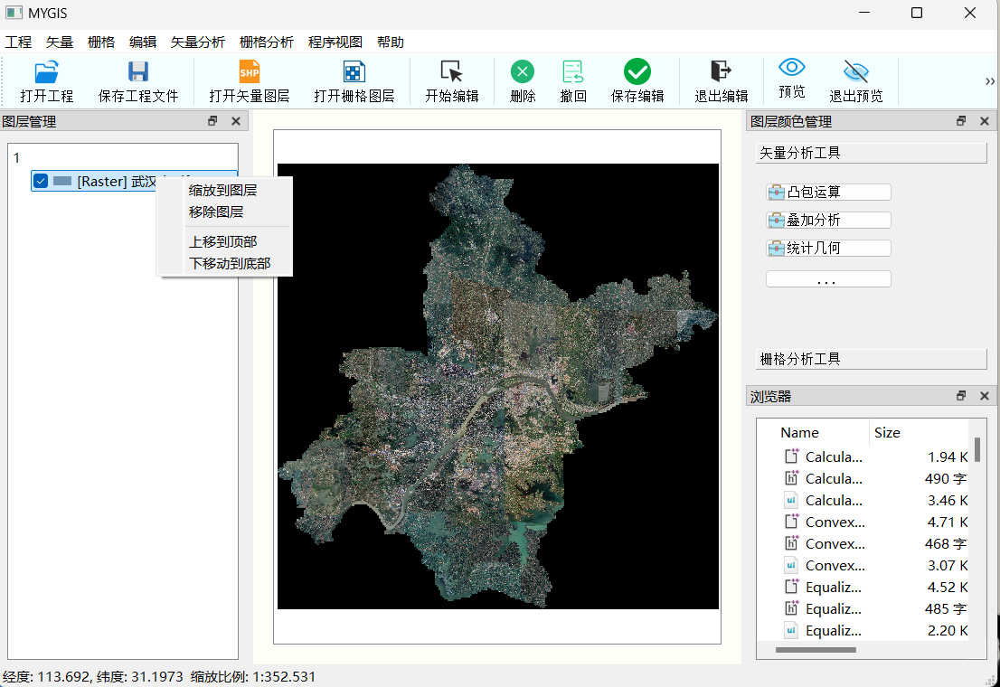 MYGIS
工程 矢量 栅格 编辑 矢量分析 栅格分析 程序视图 帮助
打开工程 保存工程文件 打开矢量图层 打开栅格图层 开始编辑 删除 撤回 保存编辑 退出编辑 预览 退出预览 »
SHP
图层管理
1
[Raster] 武汉
缩放到图层
移除图层
上移到顶部
下移动到底部
图层颜色管理
矢量分析工具
凸包运算
叠加分析
统计几何
...
栅格分析工具
浏览器
Name Size
Calcula... 1.94 K
Calcula... 490 字
Calcula... 3.46 K
Convex... 4.71 K
Convex... 468 字
Convex... 3.07 K
Equaliz... 4.52 K
Equaliz... 485 字
Equaliz... 2.20 K
经度: 113.692, 纬度: 31.1973 缩放比例: 1:352.531